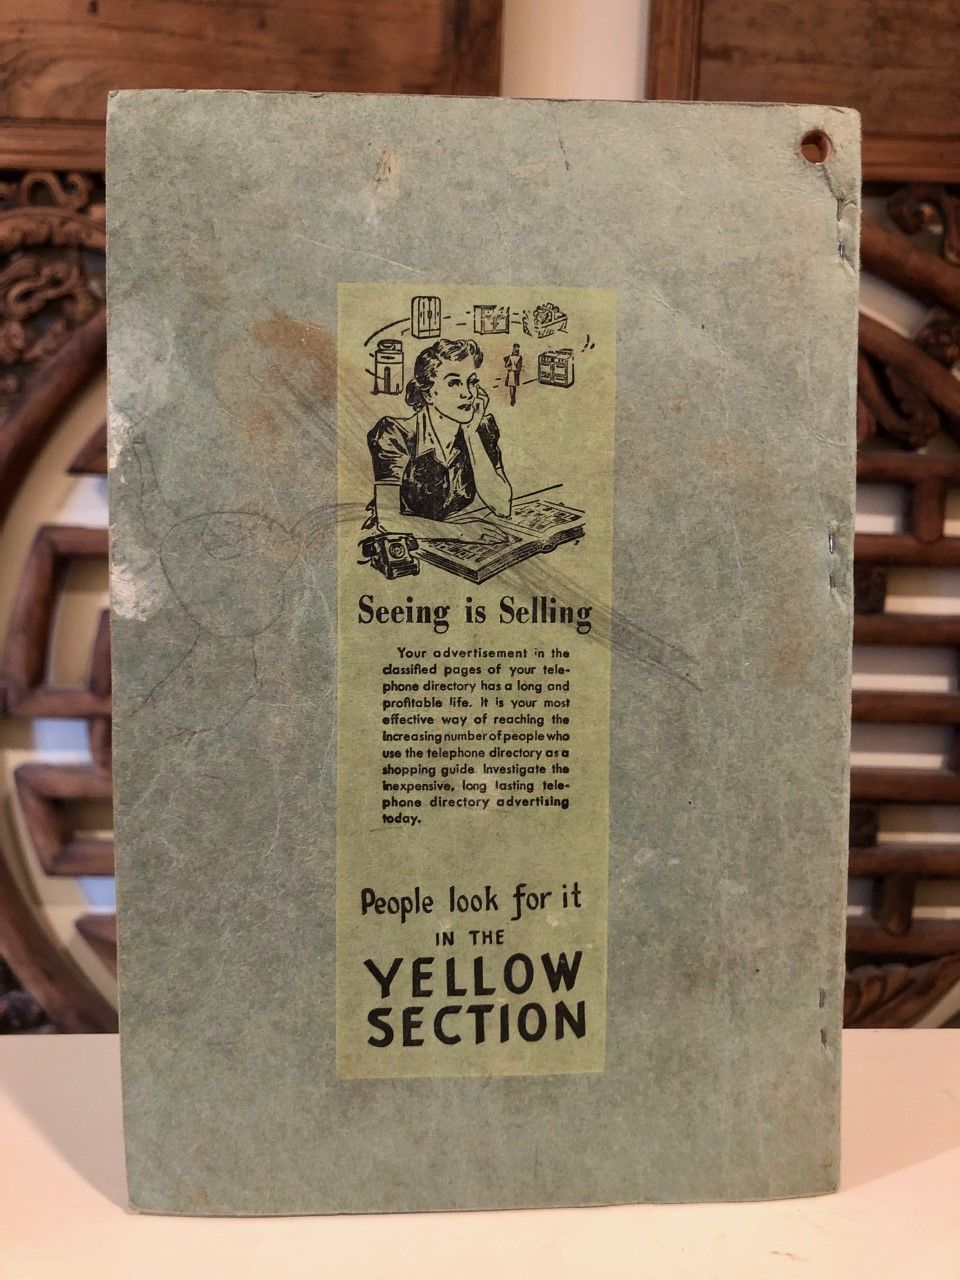 Seeing is Selling
Your advertisement in the
classified pages of your tele-
phone directory has a long and
profitable life. It is your most
effective way of reaching the
increasing number of people who
use the telephone directory as a
shopping guide. Investigate the
inexpensive, long lasting tele-
phone directory advertising
today.
People look for it
IN THE
YELLOW
SECTION